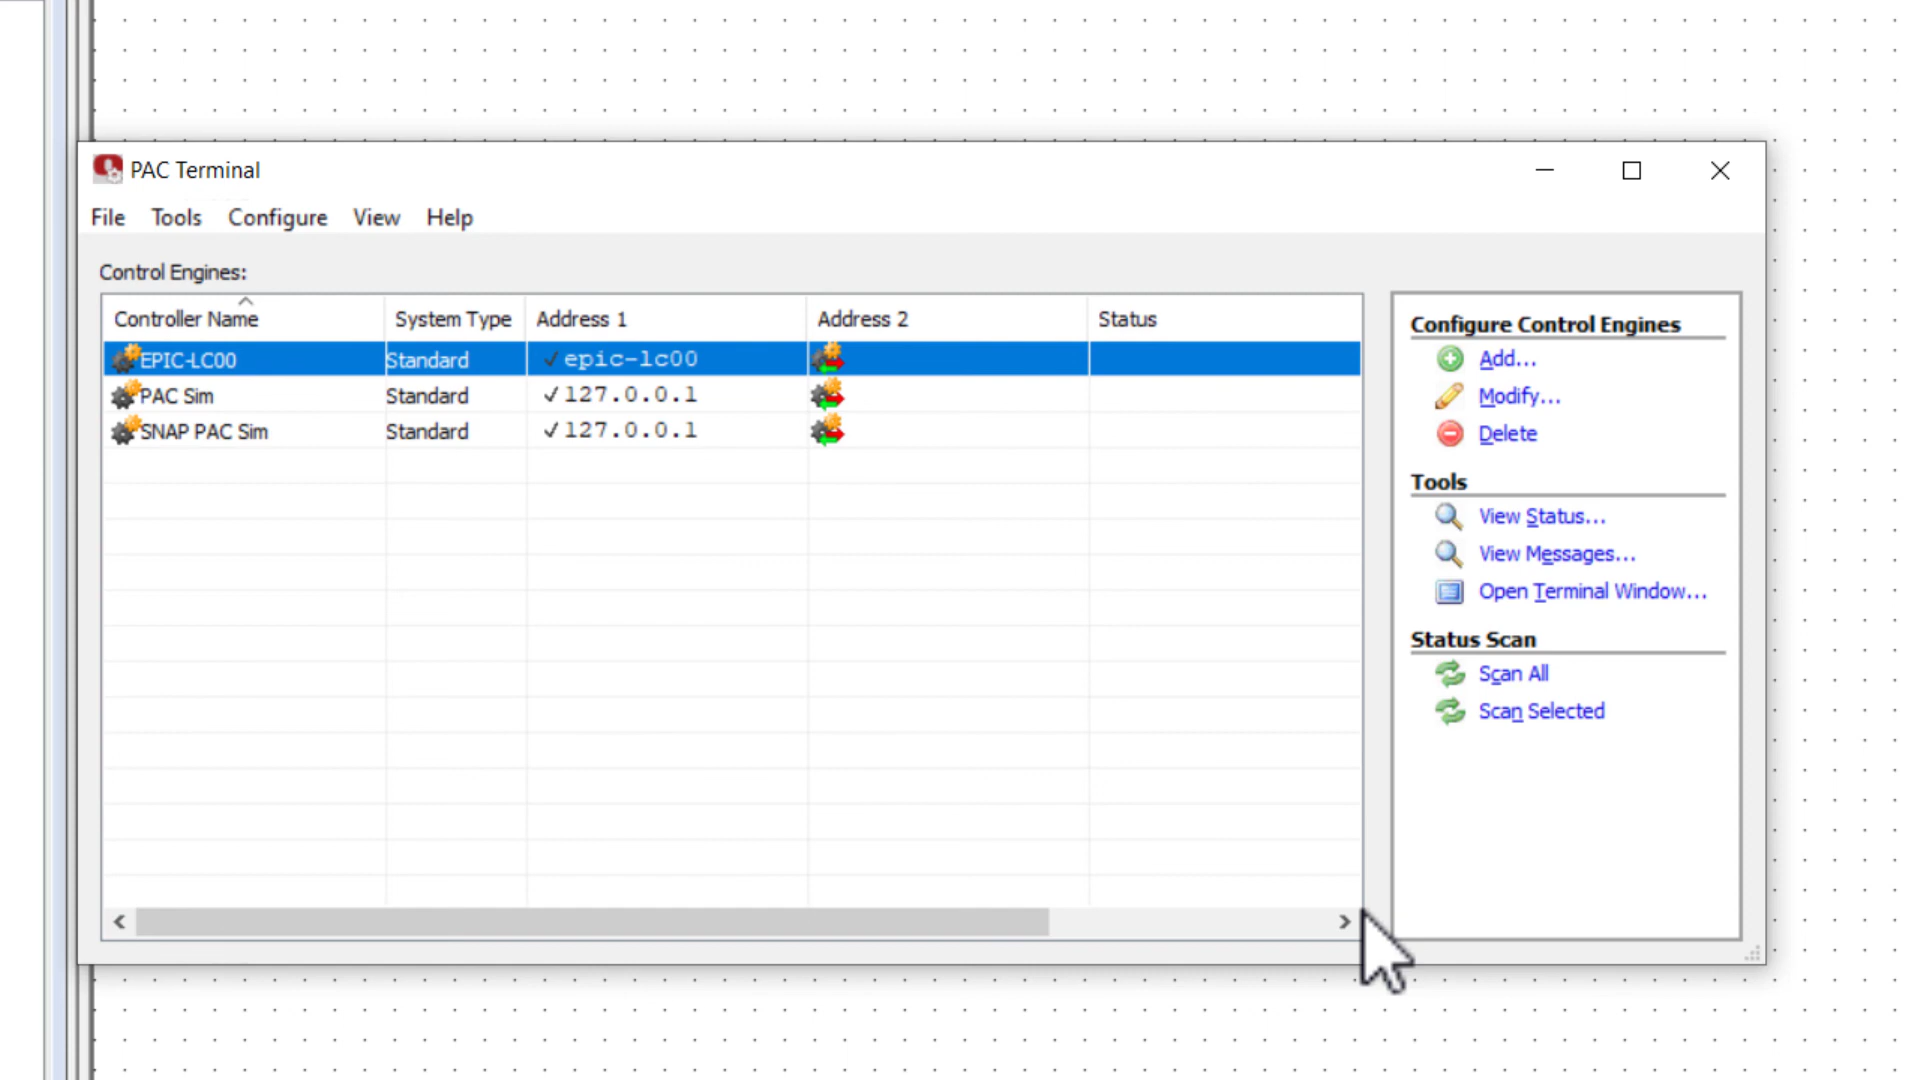 PAC Terminal
File Tools Configure View Help
Control Engines:
Controller Name System Type Address 1 Address 2 Status
EPIC-LC00 Standard ✓epic-lc00
PAC Sim Standard ✓127.0.0.1
SNAP PAC Sim Standard ✓127.0.0.1
Configure Control Engines
Add...
Modify...
Delete
Tools
View Status...
View Messages...
Open Terminal Window...
Status Scan
Scan All
Scan Selected